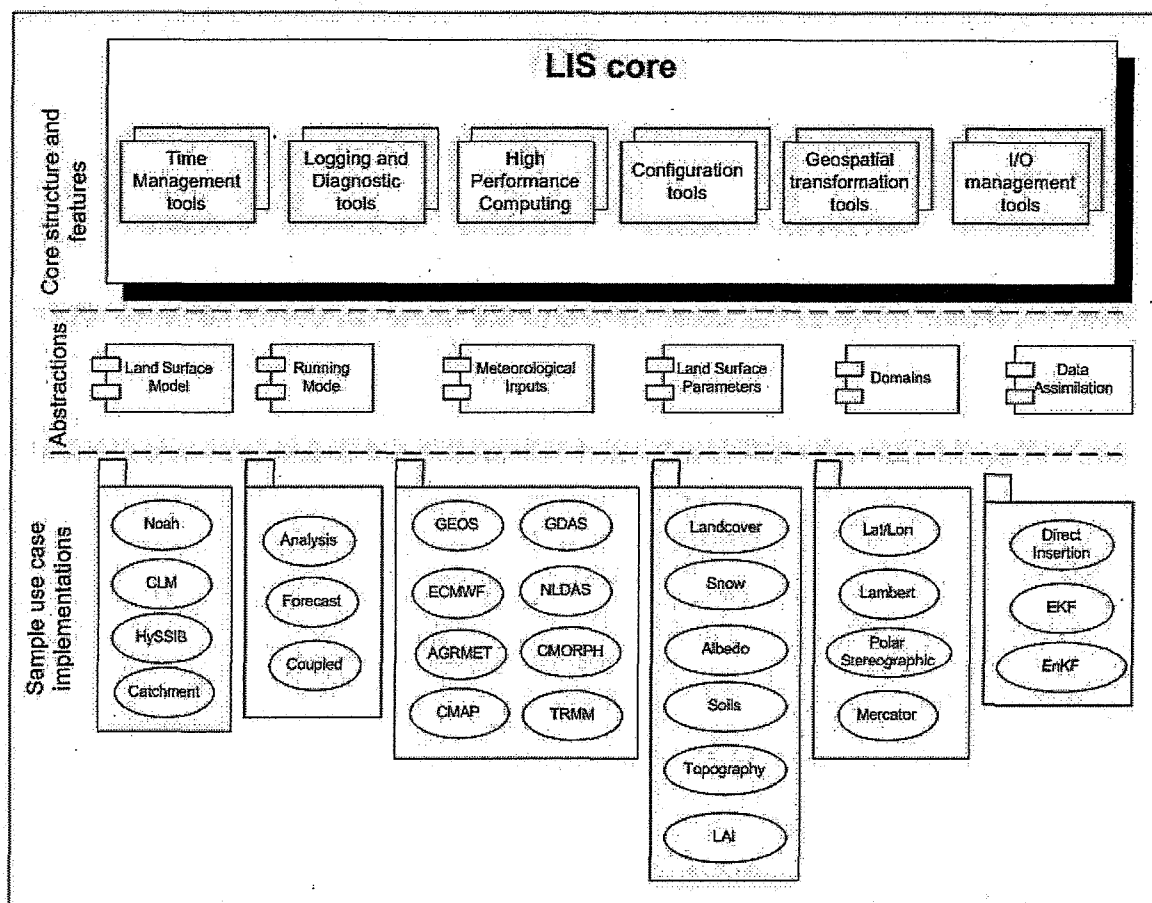 LIS core
Core structure and
features
Time
Management
tools
Logging and
Diagnostic
tools
High
Performance
Computing
Configuration
tools
Geospatial
transformation
tools
I/O
management
tools
Abstractions
Land Surface
Model
Running
Mode
Meteorological
Inputs
Land Surface
Parameters
Domains
Data
Assimilation
Sample use case
implementations
Noah
CLM
HySSIB
Catchment
Analysis
Forecast
Coupled
GEOS
GDAS
ECMWF
NLDAS
AGRMET
CMORPH
CMAP
TRMM
Landcover
Snow
Albedo
Soils
Topography
LAI
Lat/Lon
Lambert
Polar
Stereographic
Mercator
Direct
Insertion
EKF
EnKF